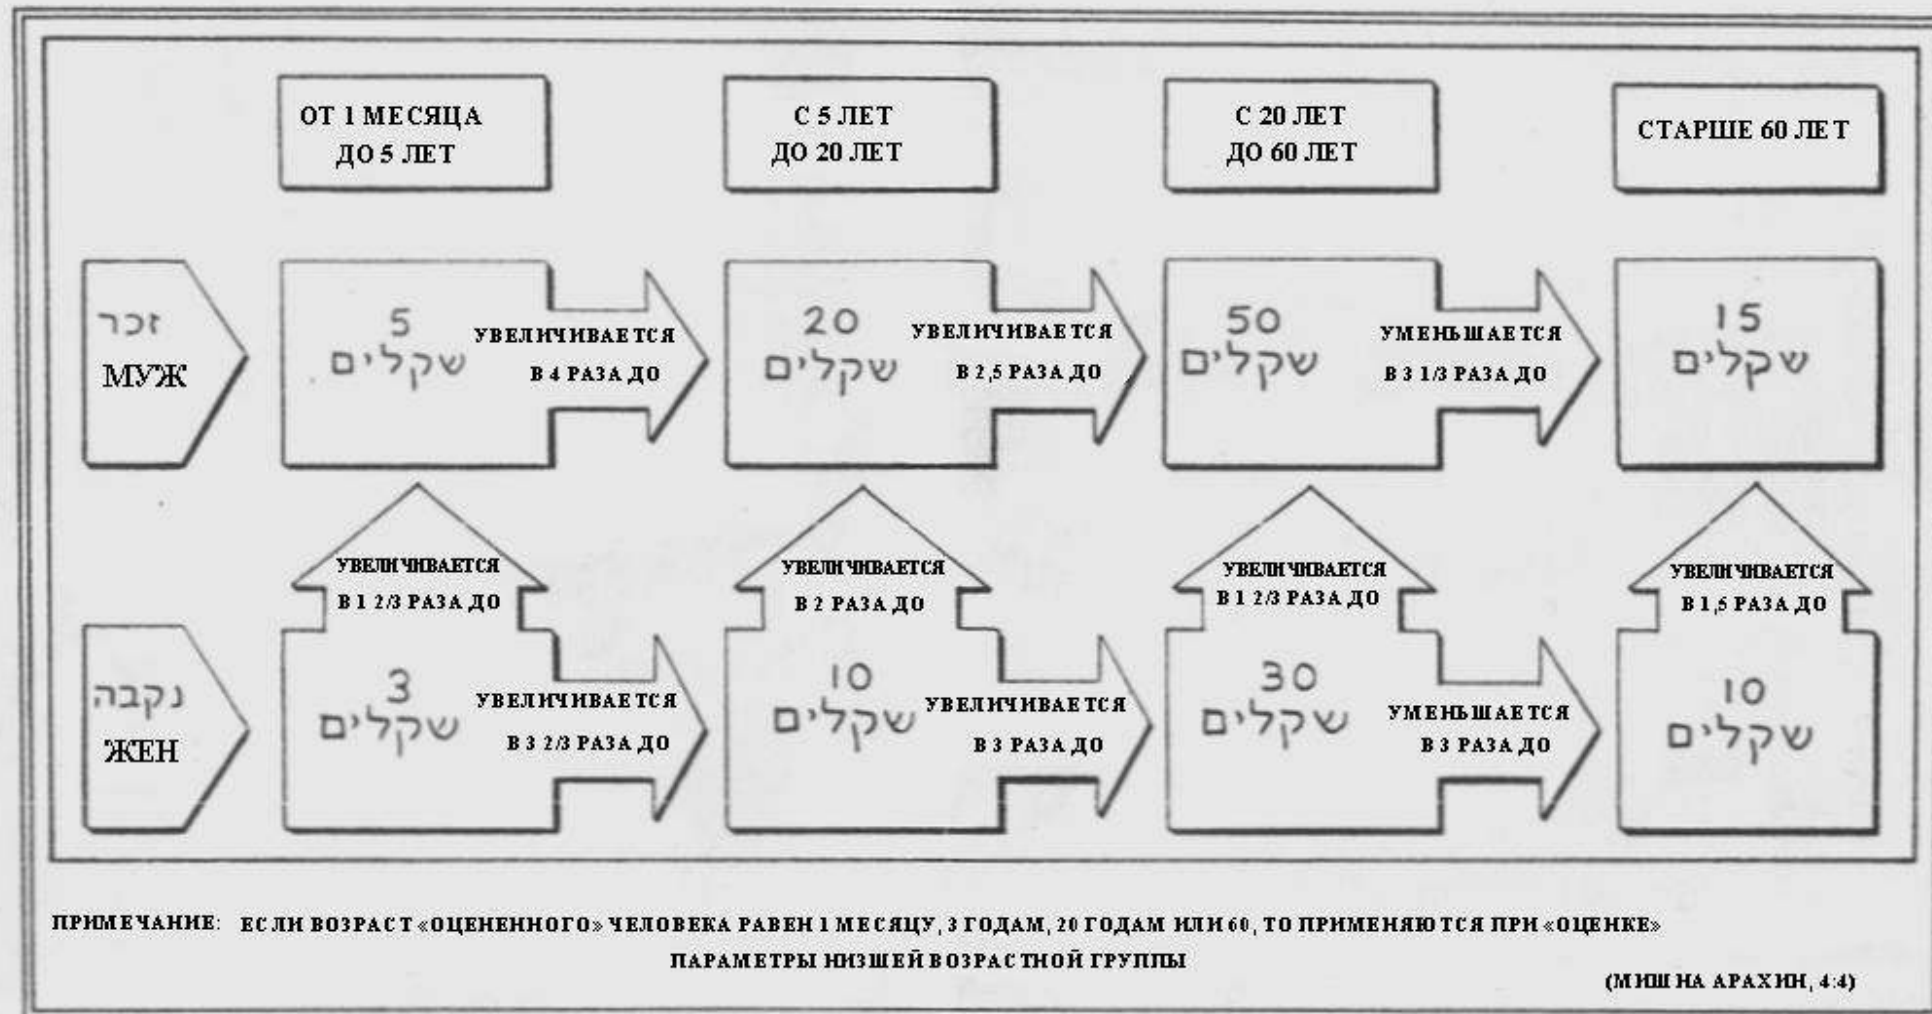 ОТ 1 МЕСЯЦА
ДО 5 ЛЕТ
С 5 ЛЕТ
ДО 20 ЛЕТ
С 20 ЛЕТ
ДО 60 ЛЕТ
СТАРШЕ 60 ЛЕТ
זכר
МУЖ
5
שקלים
УВЕЛИЧИВАЕТСЯ
В 4 РАЗА ДО
20
שקלים
УВЕЛИЧИВАЕТСЯ
В 2,5 РАЗА ДО
50
שקלים
УМЕНЬШАЕТСЯ
В 3 1/3 РАЗА ДО
15
שקלים
УВЕЛИЧИВАЕТСЯ
В 1 2/3 РАЗА ДО
УВЕЛИЧИВАЕТСЯ
В 2 РАЗА ДО
УВЕЛИЧИВАЕТСЯ
В 1 2/3 РАЗА ДО
УВЕЛИЧИВАЕТСЯ
В 1,5 РАЗА ДО
נקבה
ЖЕН
3
שקלים
УВЕЛИЧИВАЕТСЯ
В 3 2/3 РАЗА ДО
10
שקלים
УВЕЛИЧИВАЕТСЯ
В 3 РАЗА ДО
30
שקלים
УМЕНЬШАЕТСЯ
В 3 РАЗА ДО
10
שקלים
ПРИМЕЧАНИЕ: ЕСЛИ ВОЗРАСТ «ОЦЕНЕННОГО» ЧЕЛОВЕКА РАВЕН 1 МЕСЯЦУ, 3 ГОДАМ, 20 ГОДАМ ИЛИ 60, ТО ПРИМЕНЯЮТСЯ ПРИ «ОЦЕНКЕ»
ПАРАМЕТРЫ НИЗШЕЙ ВОЗРАСТНОЙ ГРУППЫ
(МИШНА АРАХИН, 4:4)